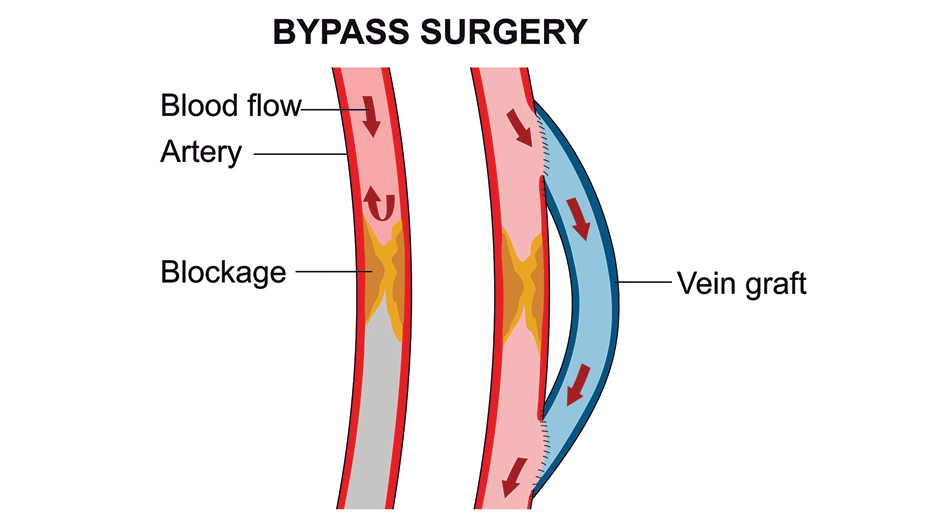 BYPASS SURGERY
Blood flow
Artery
Blockage
Vein graft